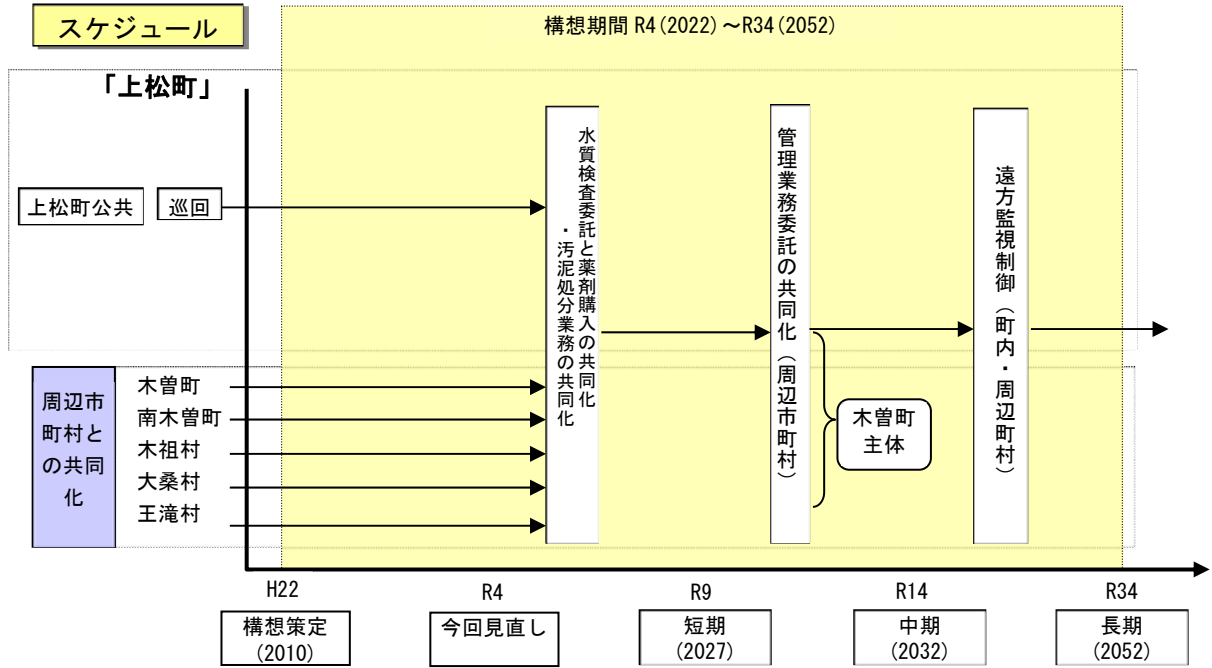 スケジュール
構想期間 R4(2022)～R34(2052)
「上松町」
上松町公共
巡回
水質検査委託と薬剤購入の共同化
・汚泥処分業務の共同化
管理業務委託の共同化（周辺市町村）
遠方監視制御（町内・周辺町村）
周辺市
町村と
の共同
化
木曽町
南木曽町
木祖村
大桑村
王滝村
木曽町
主体
H22
R4
R9
R14
R34
構想策定
(2010)
今回見直し
短期
(2027)
中期
(2032)
長期
(2052)